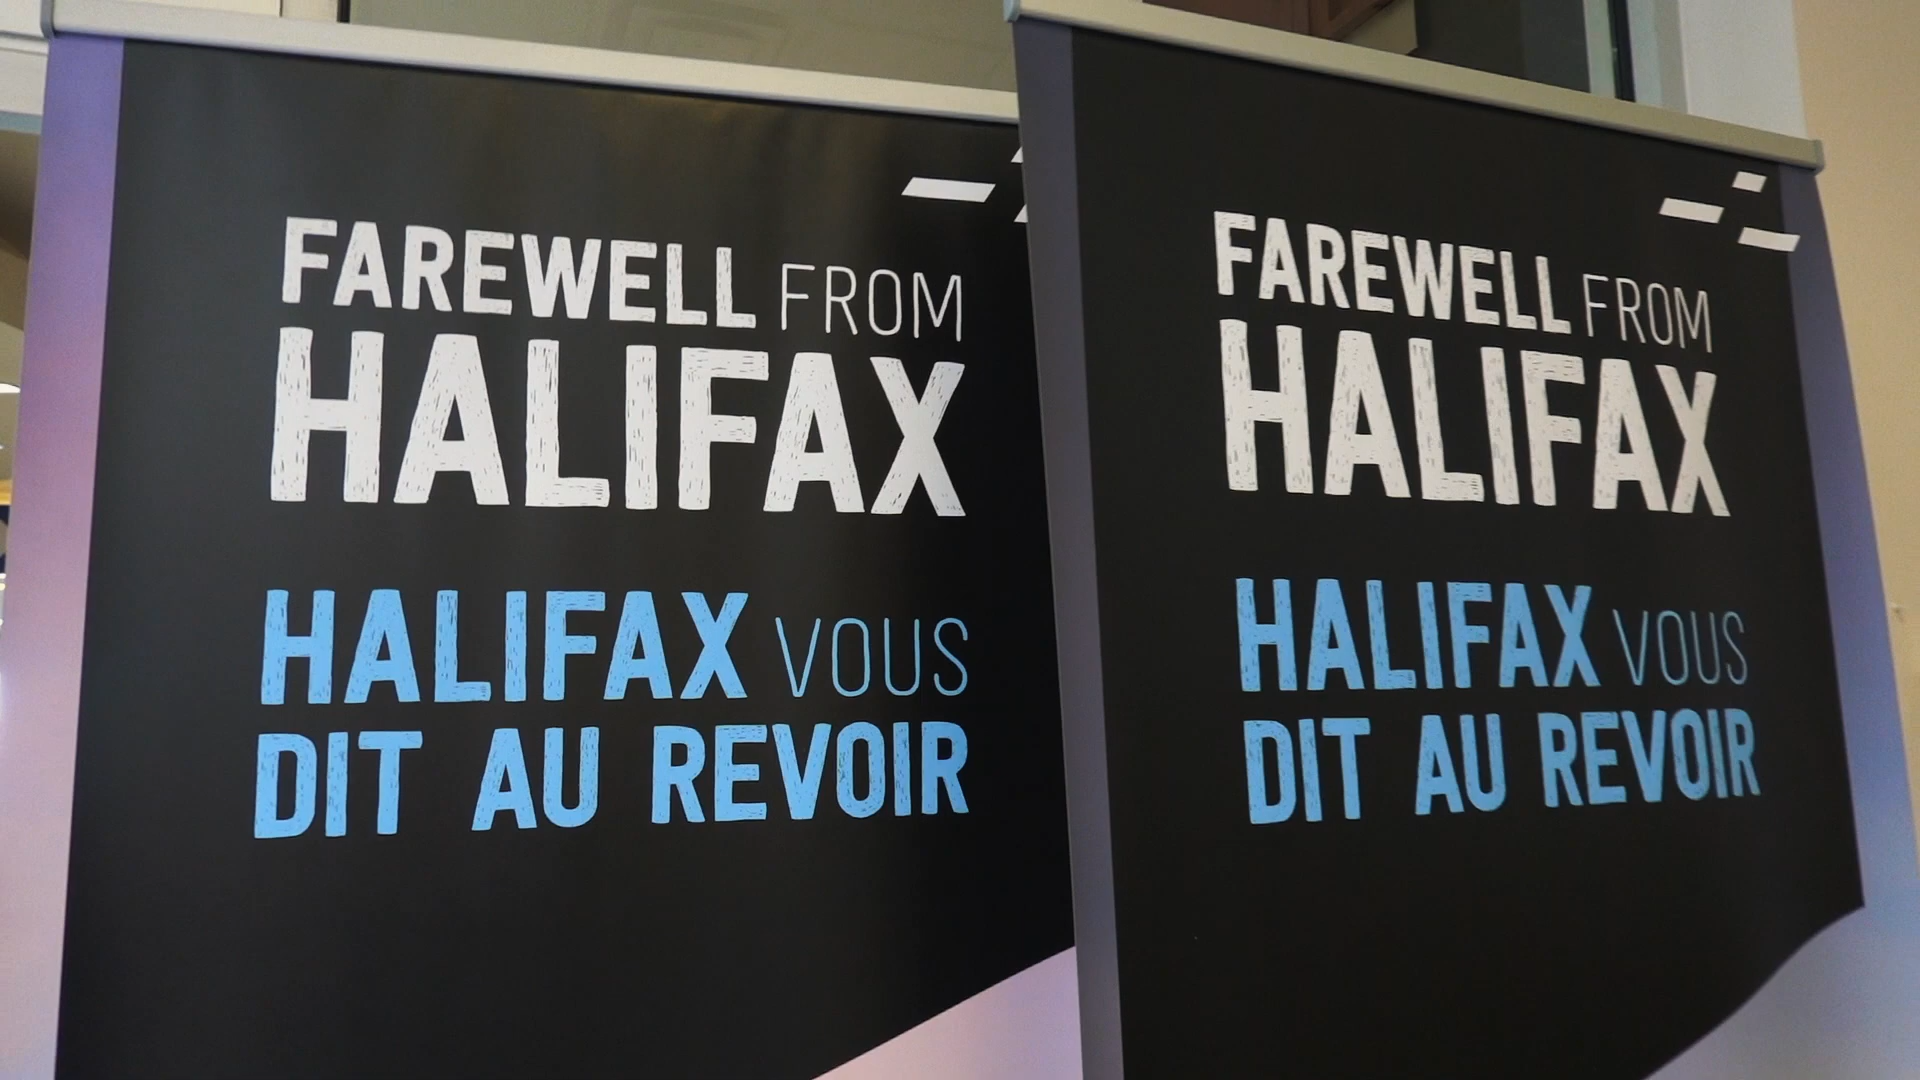 FAREWELL FROM
HALIFAX
HALIFAX VOUS
DIT AU REVOIR
FAREWELL FROM
HALIFAX
HALIFAX VOUS
DIT AU REVOIR